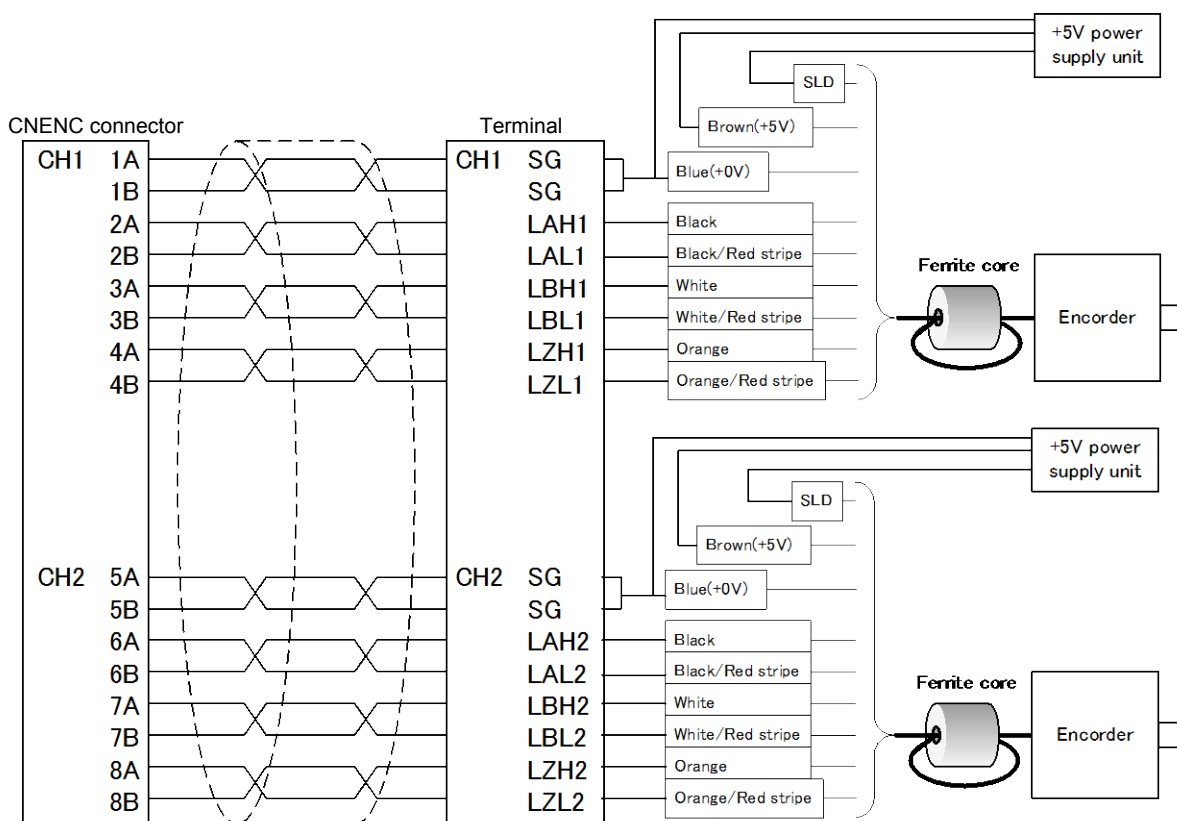 +5V power
supply unit
SLD
CNENC connector
Terminal
Brown(+5V)
CH1 1A
CH1 SG
Blue(+0V)
1B
SG
2A
LAH1
Black
2B
LAL1
Black/Red stripe
Ferrite core
3A
LBH1
White
3B
LBL1
White/Red stripe
Encorder
4A
LZH1
Orange
4B
LZL1
Orange/Red stripe
+5V power
supply unit
SLD
Brown(+5V)
CH2 5A
CH2 SG
Blue(+0V)
5B
SG
6A
LAH2
Black
6B
LAL2
Black/Red stripe
Ferrite core
7A
LBH2
White
7B
LBL2
White/Red stripe
Encorder
8A
LZH2
Orange
8B
LZL2
Orange/Red stripe